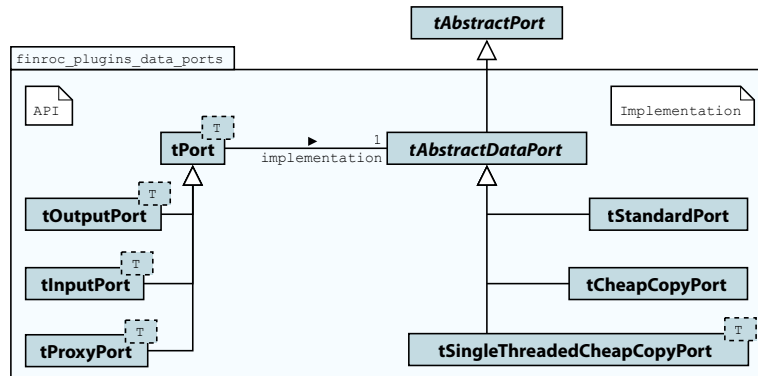 tAbstractPort
finroc_plugins_data_ports
API
Implementation
T
tPort
1
implementation
tAbstractDataPort
T
tOutputPort
tStandardPort
T
tInputPort
tCheapCopyPort
T
tProxyPort
T
tSingleThreadedCheapCopyPort